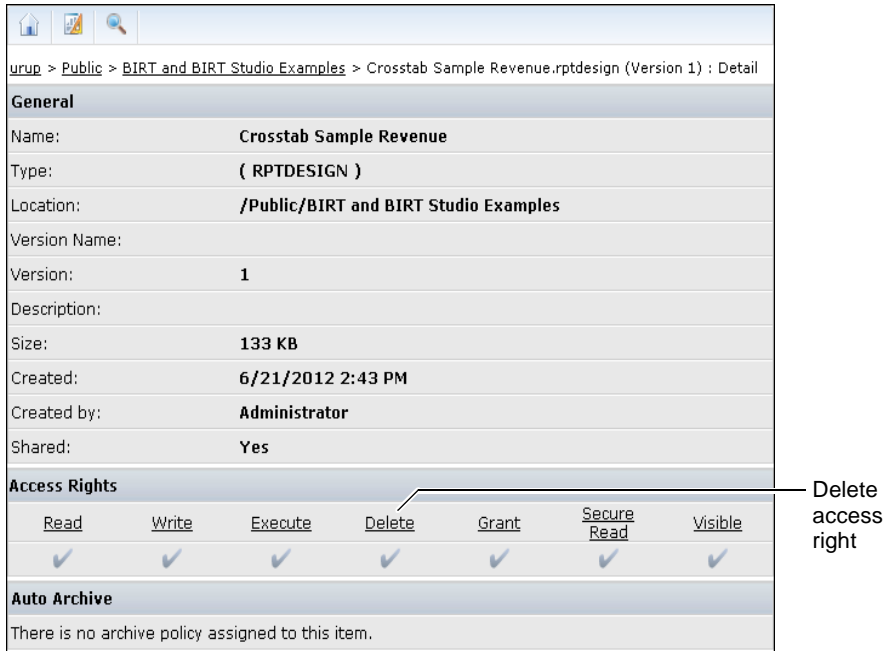 urup > Public > BIRT and BIRT Studio Examples > Crosstab Sample Revenue.rptdesign (Version 1) : Detail
General
Name: Crosstab Sample Revenue
Type: ( RPTDESIGN )
Location: /Public/BIRT and BIRT Studio Examples
Version Name:
Version: 1
Description:
Size: 133 KB
Created: 6/21/2012 2:43 PM
Created by: Administrator
Shared: Yes
Access Rights
Read Write Execute Delete Grant Secure Read Visible
Delete access right
Auto Archive
There is no archive policy assigned to this item.